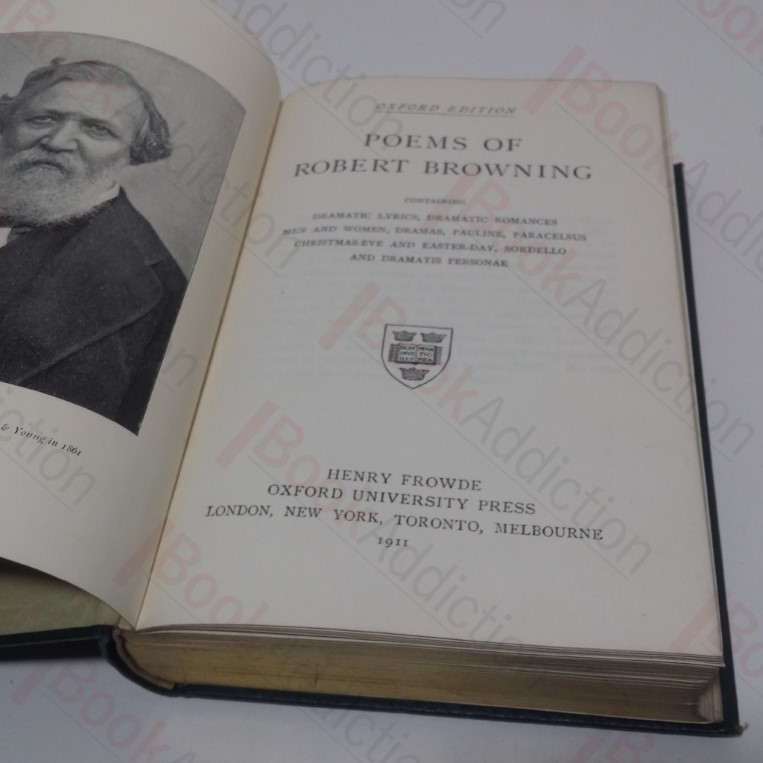 & Young in 1861
OXFORD EDITION
POEMS OF
ROBERT BROWNING
CONTAINING
DRAMATIC LYRICS, DRAMATIC ROMANCES
MEN AND WOMEN, DRAMAS, PAULINE, PARACELSUS
CHRISTMAS-EVE AND EASTER-DAY, SORDELLO
AND DRAMATIS PERSONAE
HENRY FROWDE
OXFORD UNIVERSITY PRESS
LONDON, NEW YORK, TORONTO, MELBOURNE
1911
BookAddiction